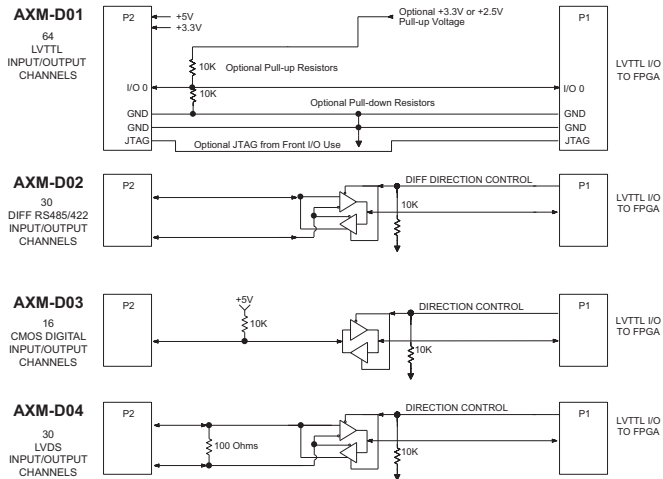 AXM-D01
64
LVTTL
INPUT/OUTPUT
CHANNELS
P2
+5V
+3.3V
Optional +3.3V or +2.5V
Pull-up Voltage
P1
10K
Optional Pull-up Resistors
LVTTL I/O
TO FPGA
I/O 0
10K
I/O 0
Optional Pull-down Resistors
GND
GND
GND
GND
JTAG
Optional JTAG from Front I/O Use
JTAG
AXM-D02
30
DIFF RS485/422
INPUT/OUTPUT
CHANNELS
P2
DIFF DIRECTION CONTROL
10K
P1
LVTTL I/O
TO FPGA
AXM-D03
16
CMOS DIGITAL
INPUT/OUTPUT
CHANNELS
P2
+5V
10K
DIRECTION CONTROL
10K
P1
LVTTL I/O
TO FPGA
AXM-D04
30
LVDS
INPUT/OUTPUT
CHANNELS
P2
100 Ohms
DIRECTION CONTROL
10K
P1
LVTTL I/O
TO FPGA